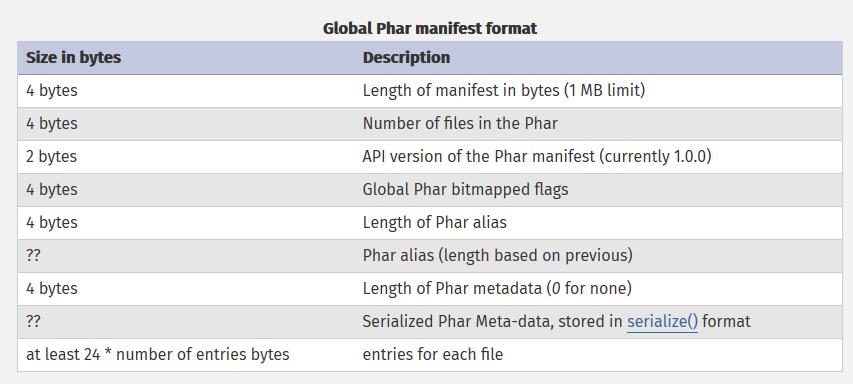 Global Phar manifest format
Size in bytes Description
4 bytes Length of manifest in bytes (1 MB limit)
4 bytes Number of files in the Phar
2 bytes API version of the Phar manifest (currently 1.0.0)
4 bytes Global Phar bitmapped flags
4 bytes Length of Phar alias
?? Phar alias (length based on previous)
4 bytes Length of Phar metadata (0 for none)
?? Serialized Phar Meta-data, stored in serialize() format
at least 24 * number of entries bytes entries for each file